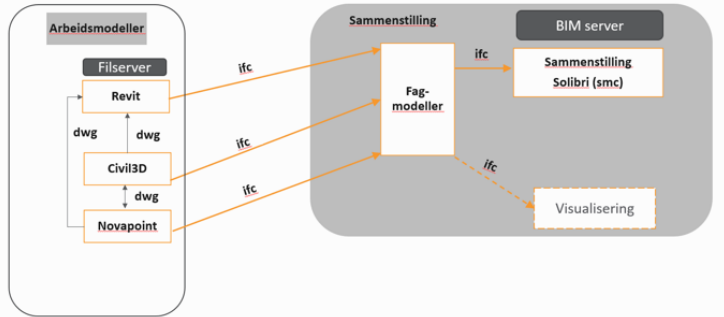 Arbeidsmodeller
Filserver
Revit
dwg
dwg
Civil3D
dwg
Novapoint
ifc
ifc
ifc
Sammenstilling
Fag-
modeller
ifc
BIM server
Sammenstilling
Solibri (smc)
ifc
Visualisering